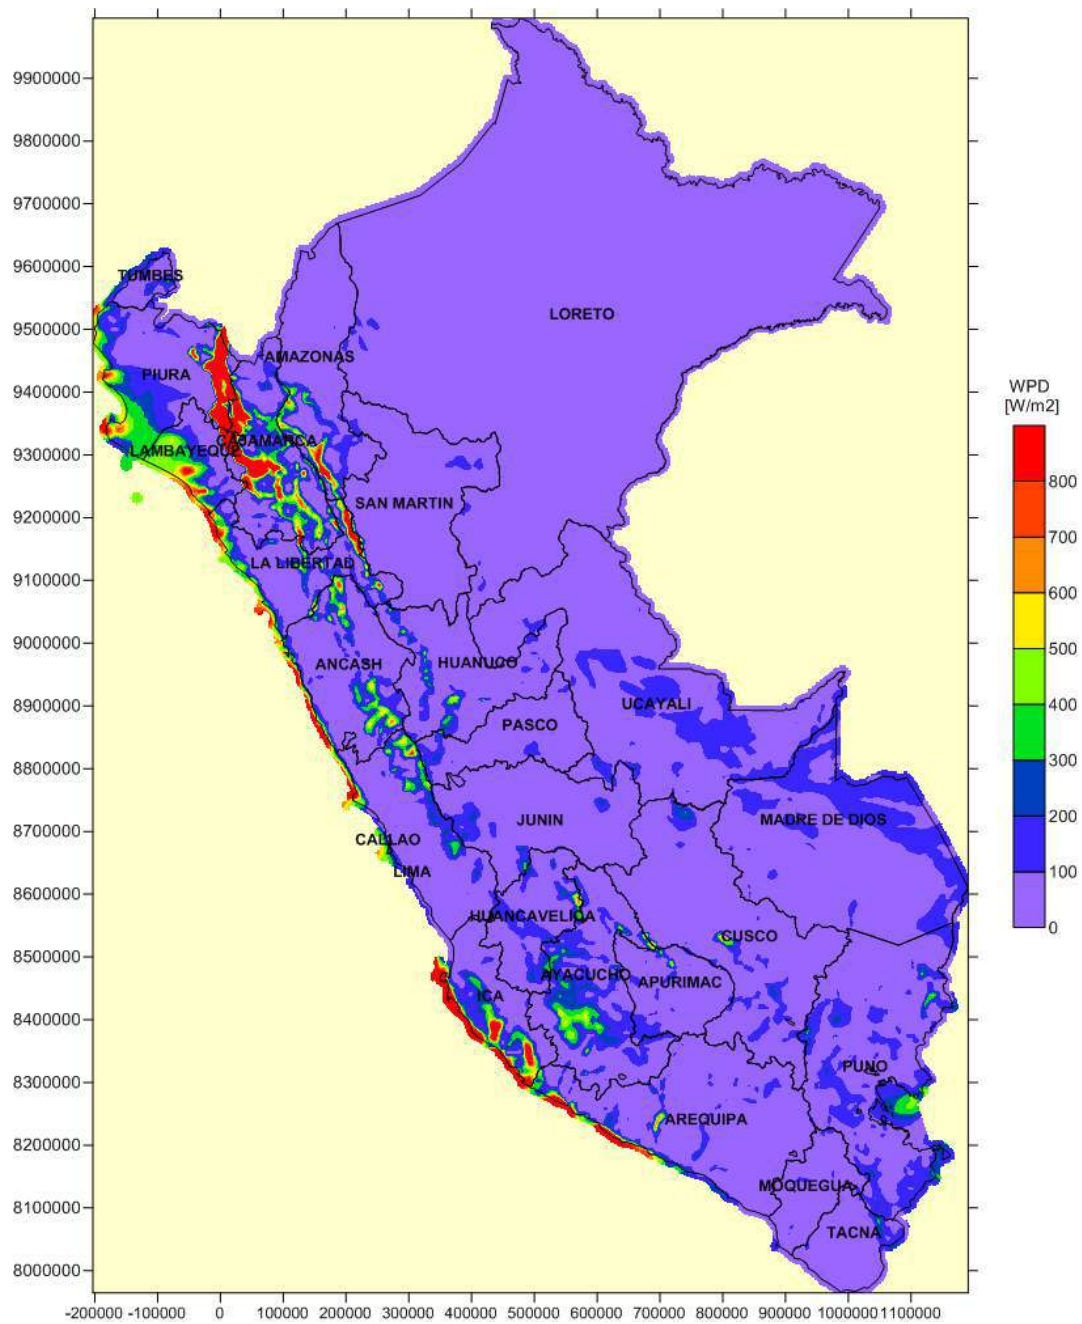 9900000
9800000
9700000
9600000
9500000
9400000
9300000
9200000
9100000
9000000
8900000
8800000
8700000
8600000
8500000
8400000
8300000
8200000
8100000
8000000
-200000 -100000 0 100000 200000 300000 400000 500000 600000 700000 800000 900000 1000000 1100000
TUMBES
LORETO
AMAZONAS
PIURA
CAJAMARCA
LAMBAYEQUE
SAN MARTIN
LA LIBERTAD
ANCASH
HUANUCO
UCAYALI
PASCO
JUNIN
MADRE DE DIOS
CALLAO
LIMA
HUANCAVELICA
CUSCO
AYACUCHO
APURIMAC
ICA
PUNO
AREQUIPA
MOQUEGUA
TACNA
WPD
[W/m2]
800
700
600
500
400
300
200
100
0